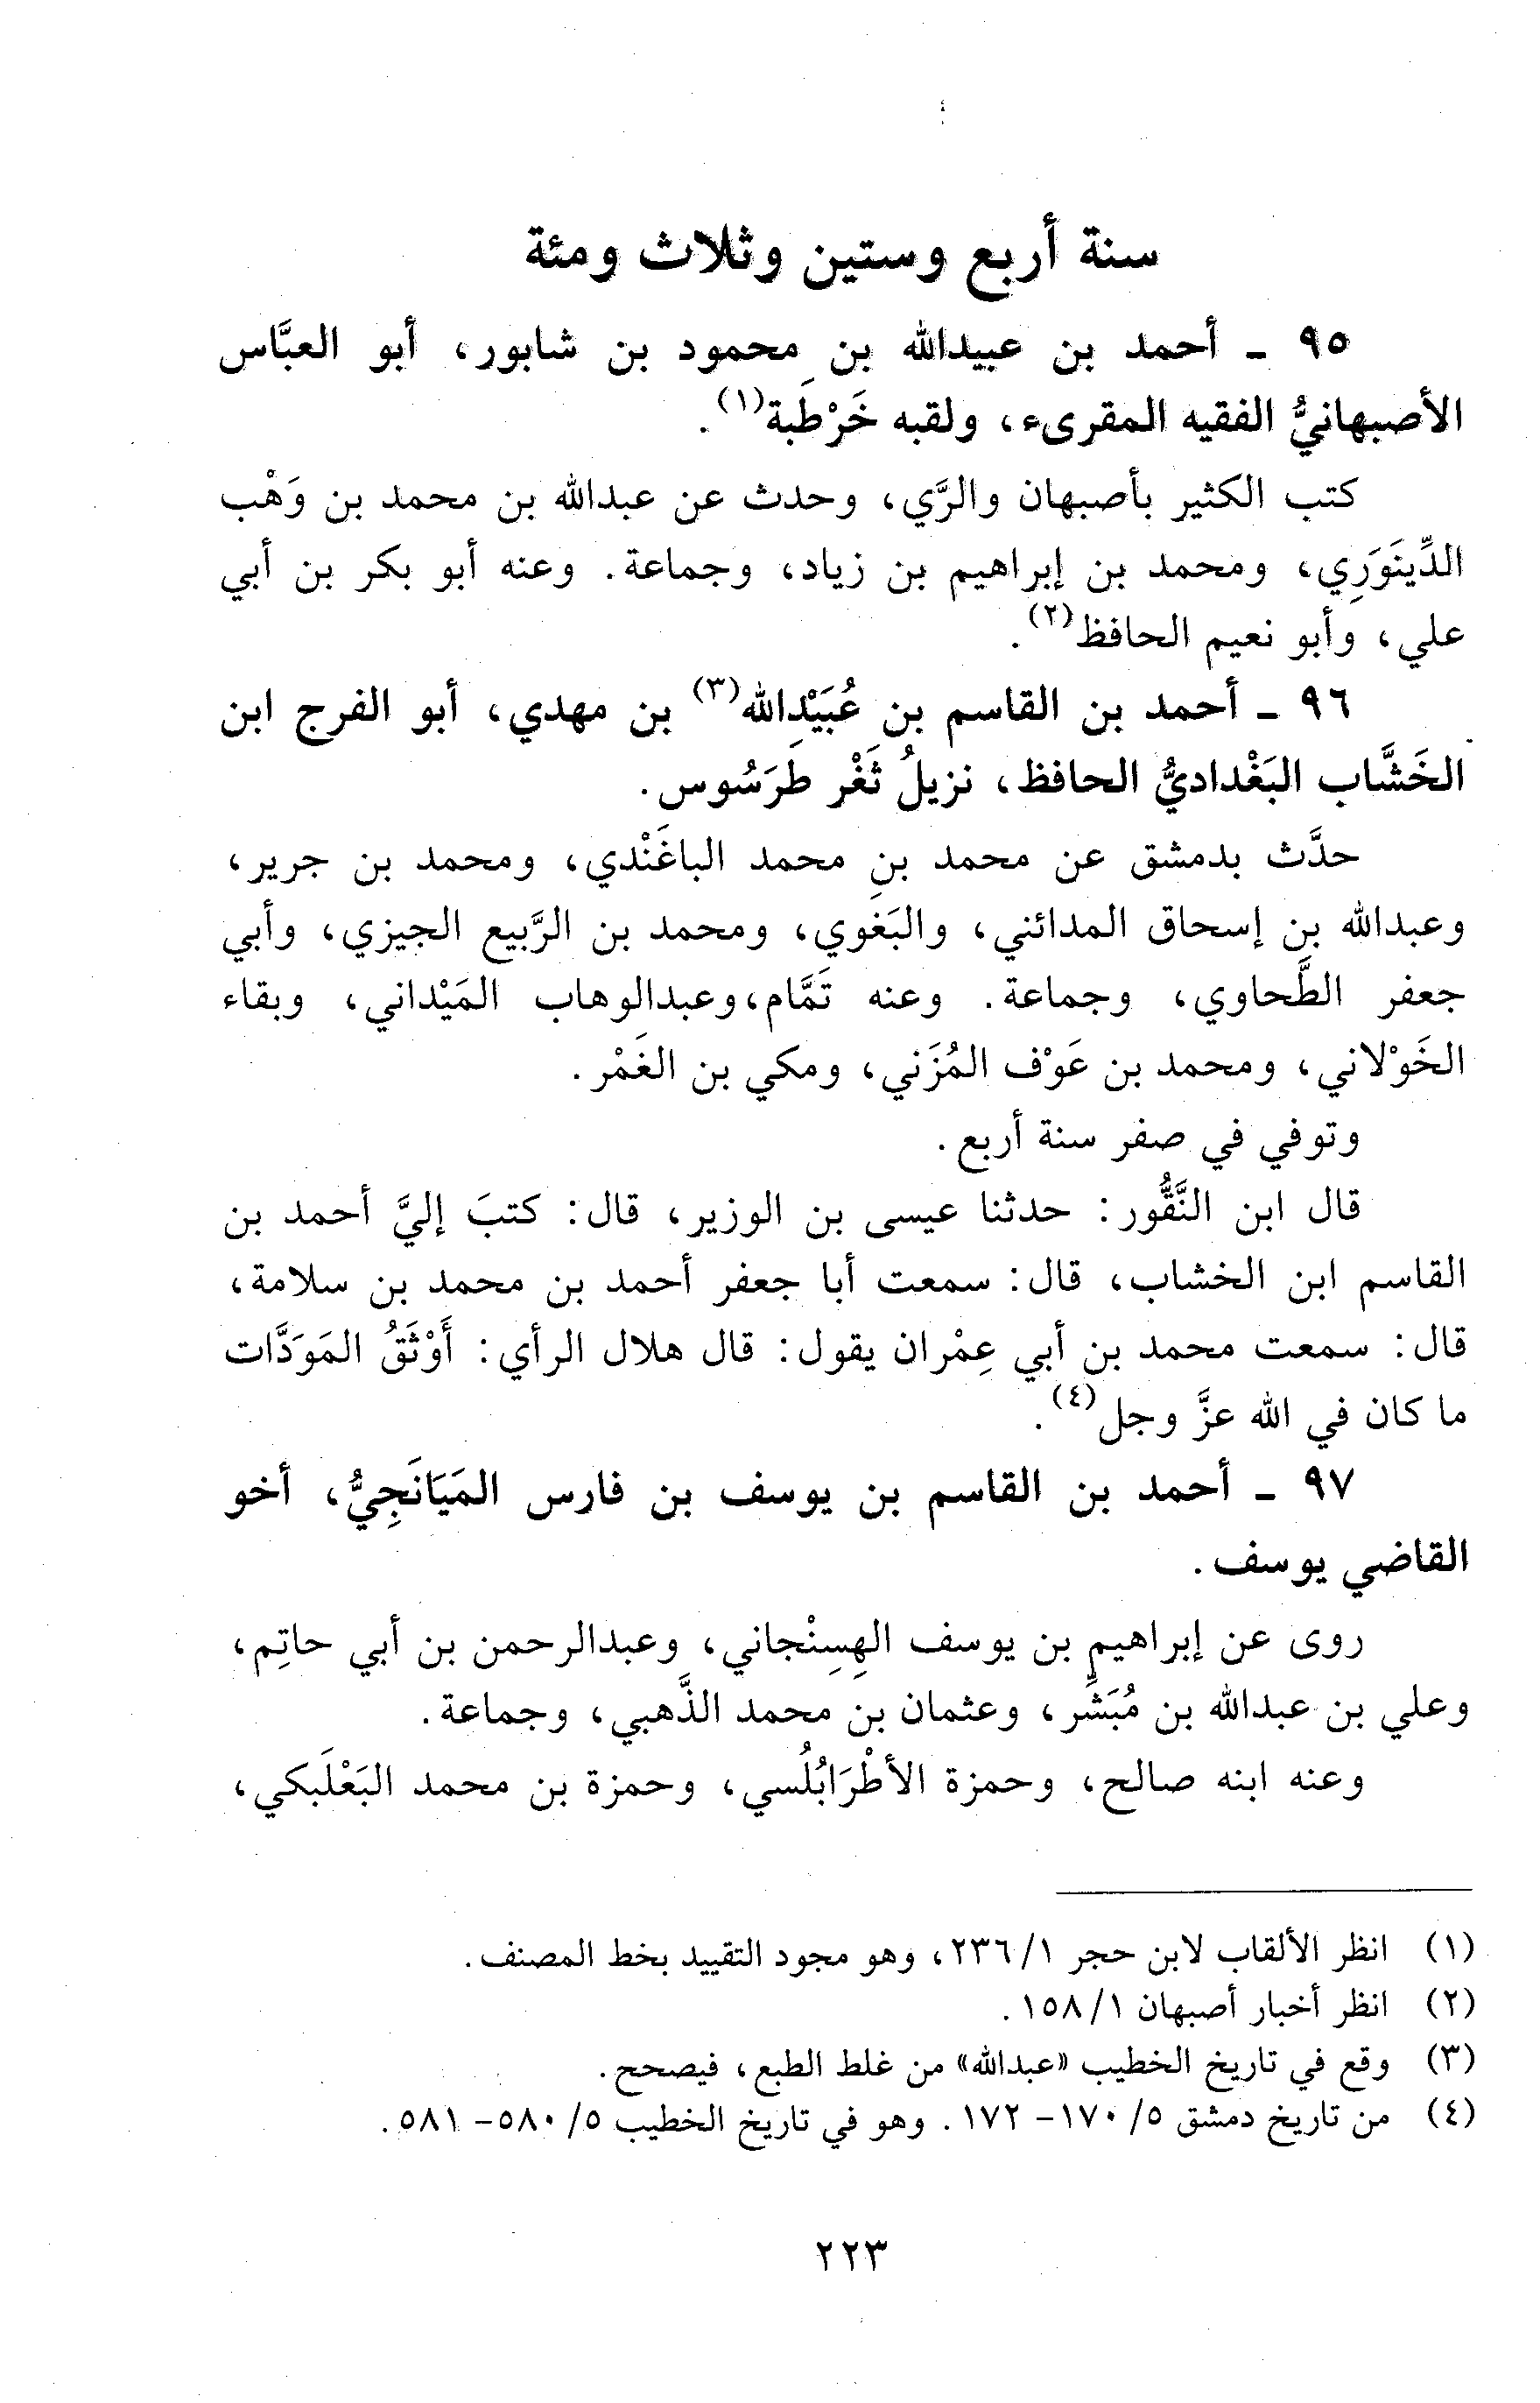 سنة أربع وستين وثلاث ومئة
٩٥ - أحمد بن عبيدالله بن محمود بن شابور، أبو العبَّاس
الأصبهانيُّ الفقيه المقرىء، ولقبه خَرْطَبة(١).
كتب الكثير بأصبهان والرَّي، وحدث عن عبدالله بن محمد بن وَهْب
الدِّينَوَرِي، ومحمد بن إبراهيم بن زياد، وجماعة. وعنه أبو بكر بن أبي
علي، وأبو نعيم الحافظ(٢).
٩٦ - أحمد بن القاسم بن عُبَيْدِالله(٣) بن مهدي، أبو الفرج ابن
الخَشَّاب البَغْداديُّ الحافظ، نزيلُ ثَغْر طَرَسُوس.
حدَّث بدمشق عن محمد بنِ محمد الباغَنْدي، ومحمد بن جرير،
وعبدالله بن إسحاق المدائني، والبَغَوي، ومحمد بن الرَّبيع الجيزي، وأبي
جعفر الطَّحاوي، وجماعة. وعنه تَمَّام، وعبدالوهاب المَيْداني، وبقاء
الخَوْلاني، ومحمد بن عَوْف المُزَني، ومكي بن الغَمْر.
وتوفي في صفر سنة أربع.
قال ابن النَّقُّور: حدثنا عيسى بن الوزير، قال: كتبَ إليَّ أحمد بن
القاسم ابن الخشاب، قال: سمعت أبا جعفر أحمد بن محمد بن سلامة،
قال: سمعت محمد بن أبي عِمْران يقول: قال هلال الرأي: أَوْثَقُ المَوَدَّات
ما كان في الله عزَّ وجل(٤).
٩٧ - أحمد بن القاسم بن يوسف بن فارس المَيَانَجِيُّ، أخو
القاضي يوسف.
روى عن إبراهيم بن يوسف الهِسِنْجاني، وعبدالرحمن بن أبي حاتِم،
وعلي بن عبدالله بن مُبَشِّر، وعثمان بن محمد الذَّهبي، وجماعة.
وعنه ابنه صالح، وحمزة الأطْرَابُلُسي، وحمزة بن محمد البَعْلَبكي،
(١) انظر الألقاب لابن حجر ١/ ٢٣٦، وهو مجود التقييد بخط المصنف.
(٢) انظر أخبار أصبهان ١/ ١٥٨.
(٣) وقع في تاريخ الخطيب «عبدالله» من غلط الطبع، فيصحح.
(٤) من تاريخ دمشق ٥/ ١٧٠ - ١٧٢. وهو في تاريخ الخطيب ٥/ ٥٨٠ - ٥٨١.
٢٢٣